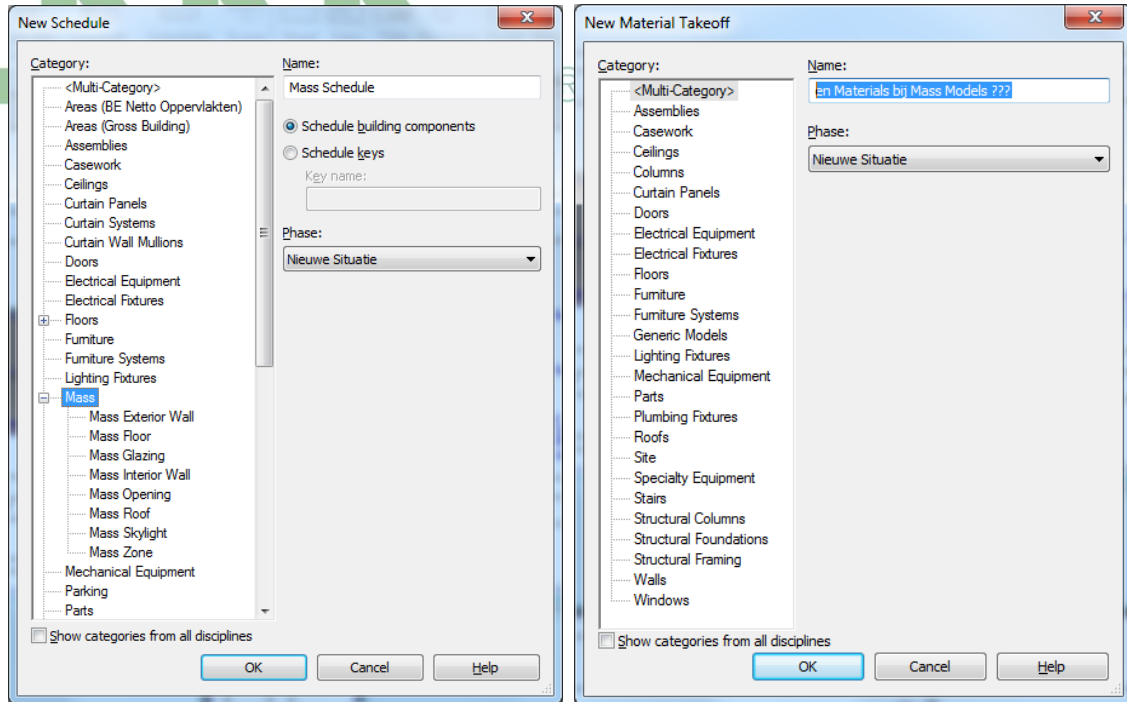 New Schedule
Category:
<Multi-Category>
Areas (BE Netto Oppervlakten)
Areas (Gross Building)
Assemblies
Casework
Ceilings
Curtain Panels
Curtain Systems
Curtain Wall Mullions
Doors
Electrical Equipment
Electrical Fixtures
Floors
Furniture
Furniture Systems
Lighting Fixtures
Mass
Mass Exterior Wall
Mass Floor
Mass Glazing
Mass Interior Wall
Mass Opening
Mass Roof
Mass Skylight
Mass Zone
Mechanical Equipment
Parking
Parts
Name:
Mass Schedule
Schedule building components
Schedule keys
Key name:
Phase:
Nieuwe Situatie
Show categories from all disciplines
OK
Cancel
Help
New Material Takeoff
Category:
<Multi-Category>
Assemblies
Casework
Ceilings
Columns
Curtain Panels
Doors
Electrical Equipment
Electrical Fixtures
Floors
Furniture
Furniture Systems
Generic Models
Lighting Fixtures
Mechanical Equipment
Parts
Plumbing Fixtures
Roofs
Site
Specialty Equipment
Stairs
Structural Columns
Structural Foundations
Structural Framing
Walls
Windows
Name:
en Materials bij Mass Models ???
Phase:
Nieuwe Situatie
Show categories from all disciplines
OK
Cancel
Help